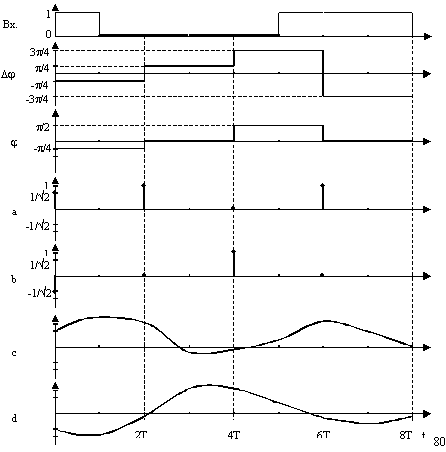 Вх.
1
0
3π/4
π/4
Δφ
-π/4
-3π/4
π/2
φ
-π/4
1
1/√2
a
-1/√2
1
1/√2
b
-1/√2
c
d
2T 4T 6T 8T t
80